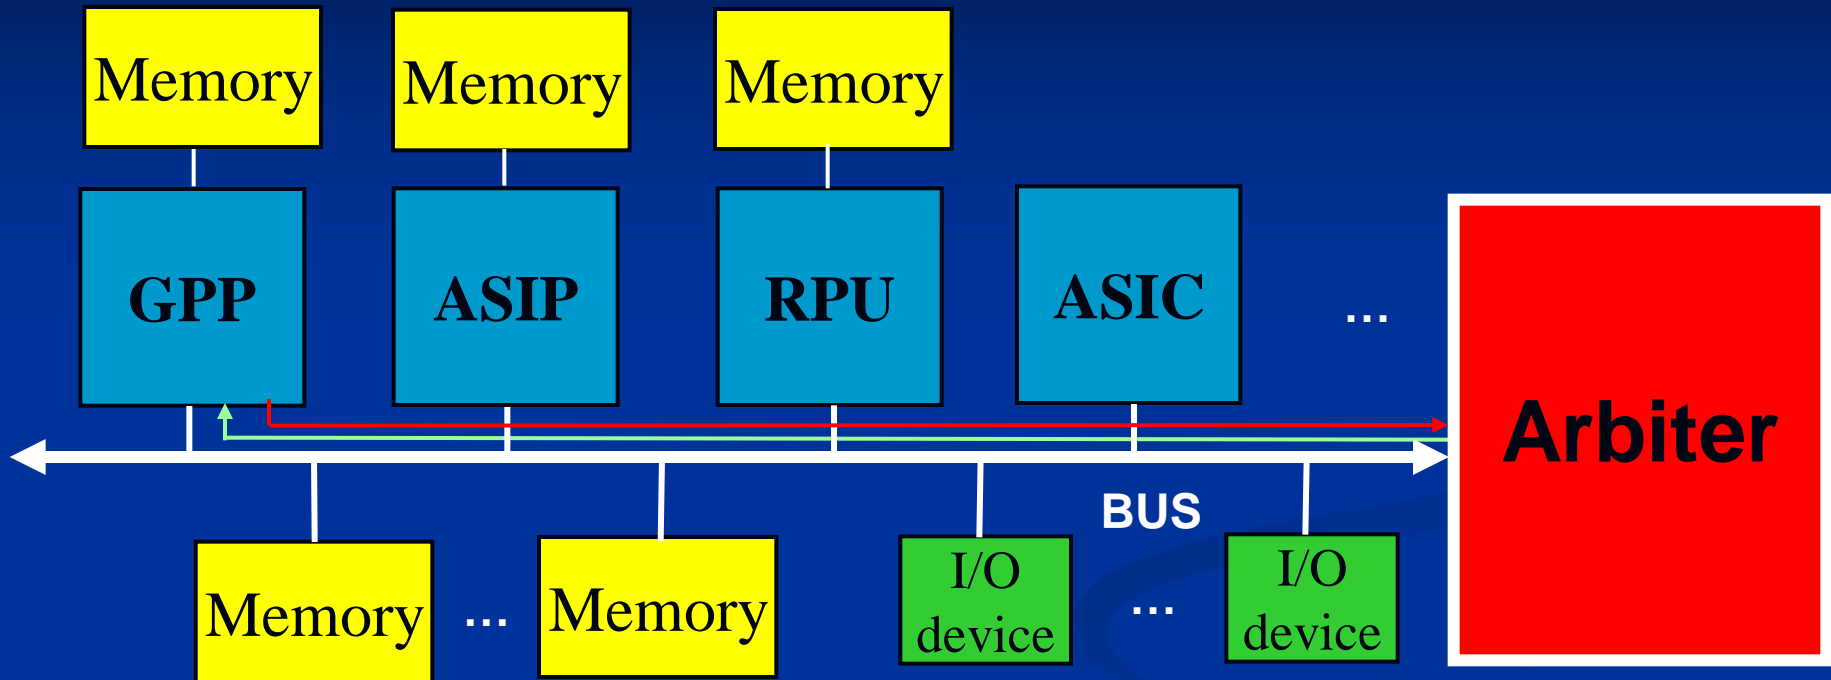 Memory
Memory
Memory
GPP
ASIP
RPU
ASIC
...
Arbiter
BUS
Memory
...
Memory
I/O
device
...
I/O
device